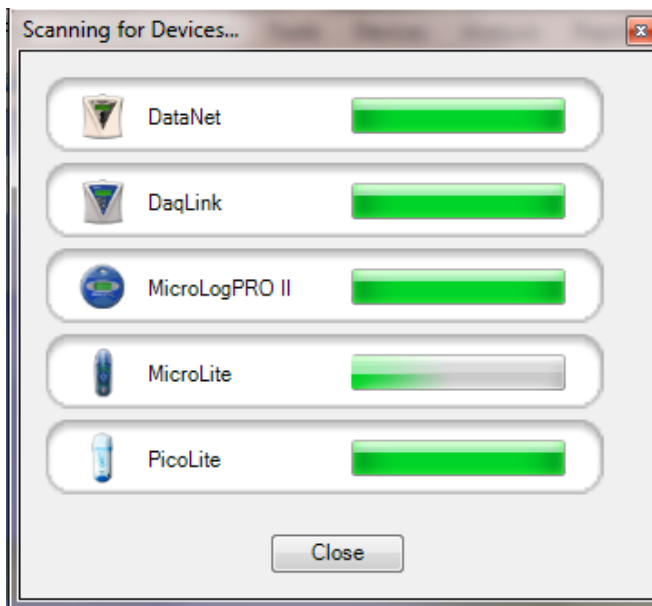 Scanning for Devices...
DataNet
DaqLink
MicroLogPRO II
MicroLite
PicoLite
Close